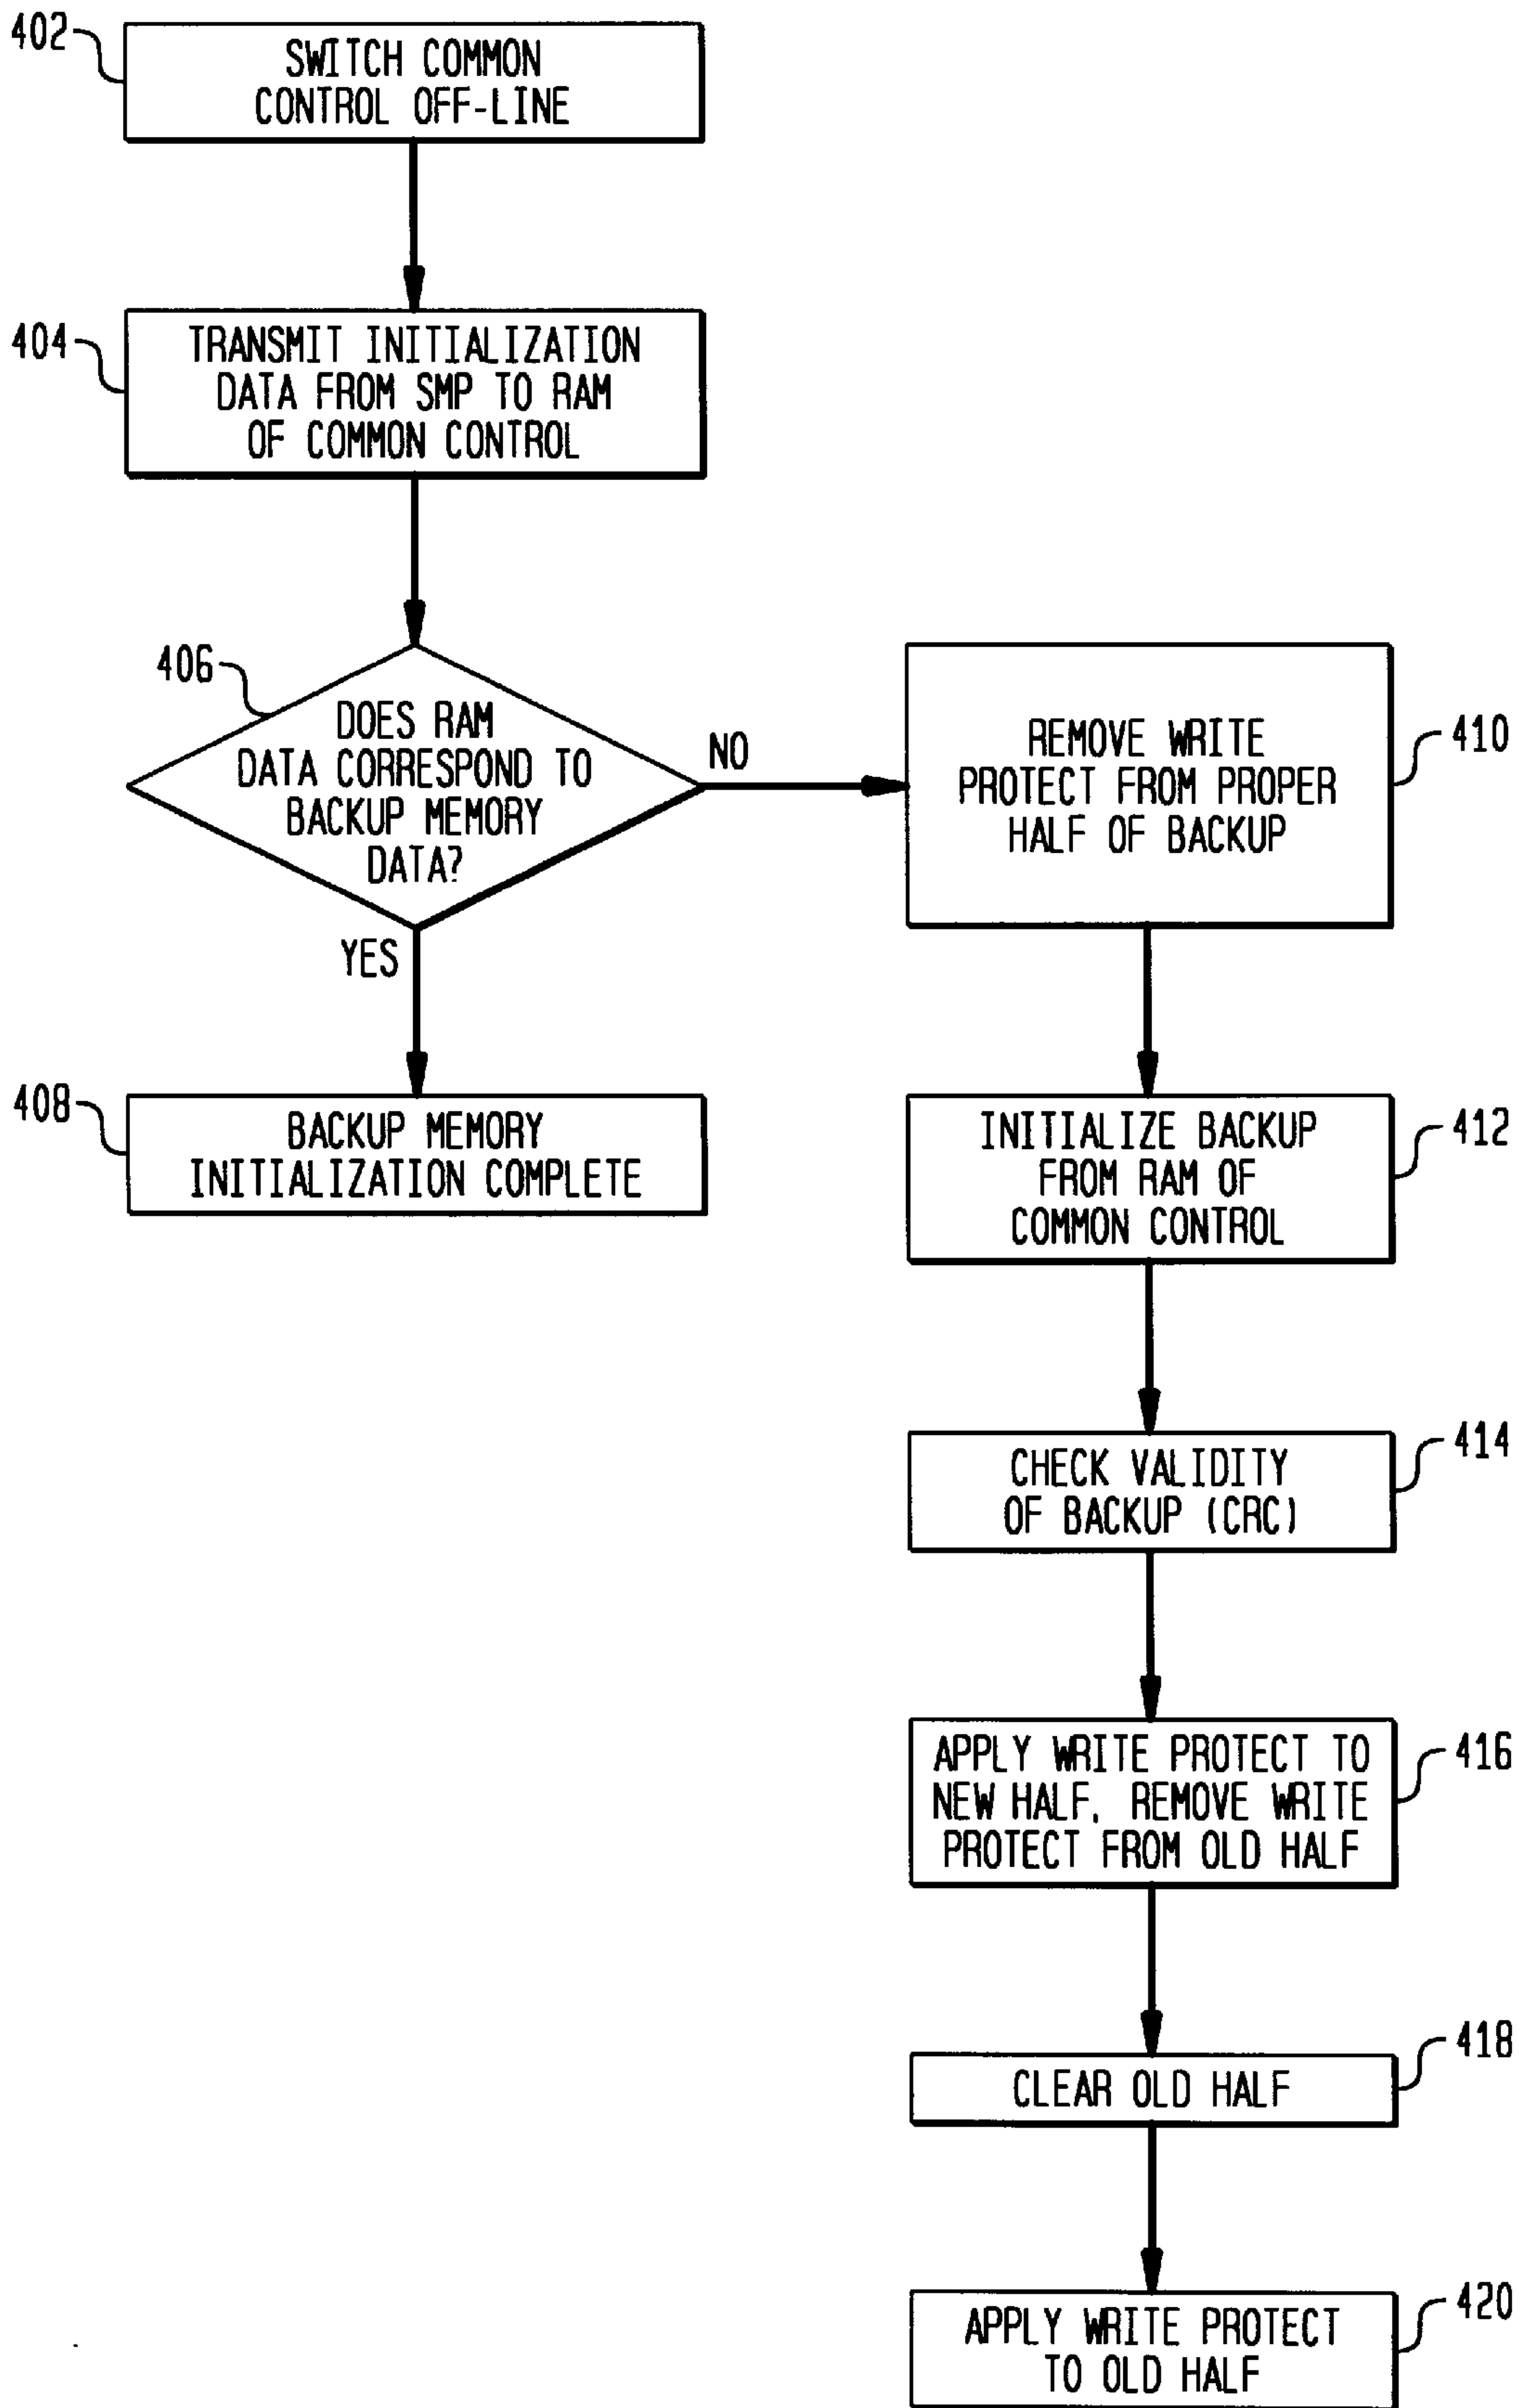 402
SWITCH COMMON
CONTROL OFF-LINE
404
TRANSMIT INITIALIZATION
DATA FROM SMP TO RAM
OF COMMON CONTROL
406
DOES RAM
DATA CORRESPOND TO
BACKUP MEMORY
DATA?
NO
YES
408
BACKUP MEMORY
INITIALIZATION COMPLETE
REMOVE WRITE
PROTECT FROM PROPER
HALF OF BACKUP
410
INITIALIZE BACKUP
FROM RAM OF
COMMON CONTROL
412
CHECK VALIDITY
OF BACKUP (CRC)
414
APPLY WRITE PROTECT TO
NEW HALF, REMOVE WRITE
PROTECT FROM OLD HALF
416
CLEAR OLD HALF
418
APPLY WRITE PROTECT
TO OLD HALF
420